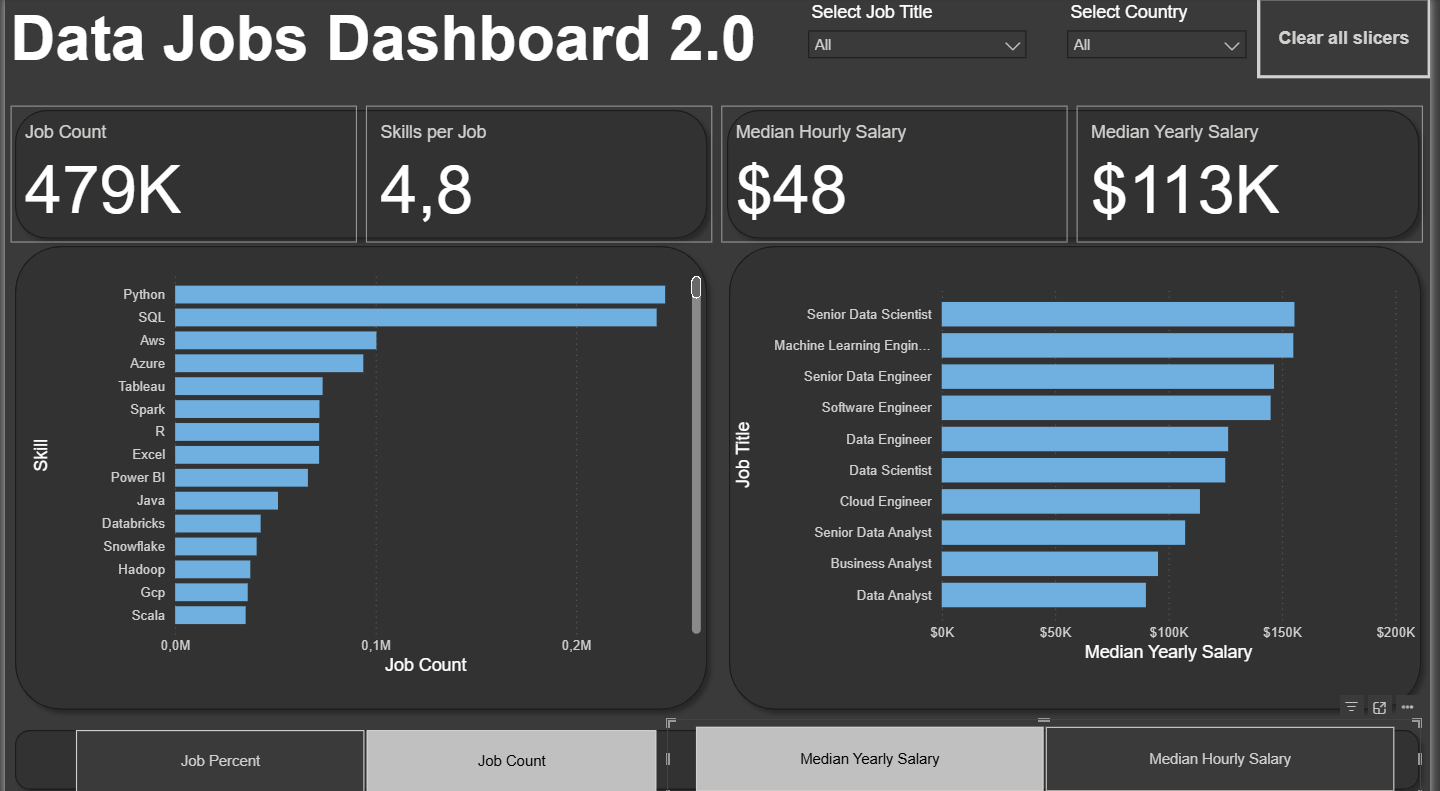 Data Jobs Dashboard 2.0
Select Job Title
All
Select Country
All
Clear all slicers
Job Count
479K
Skills per Job
4,8
Median Hourly Salary
$48
Median Yearly Salary
$113K
Skill
Python
SQL
Aws
Azure
Tableau
Spark
R
Excel
Power BI
Java
Databricks
Snowflake
Hadoop
Gcp
Scala
0,0M 0,1M 0,2M
Job Count
Job Title
Senior Data Scientist
Machine Learning Engin...
Senior Data Engineer
Software Engineer
Data Engineer
Data Scientist
Cloud Engineer
Senior Data Analyst
Business Analyst
Data Analyst
$0K $50K $100K $150K $200K
Median Yearly Salary
Job Percent
Job Count
Median Yearly Salary
Median Hourly Salary